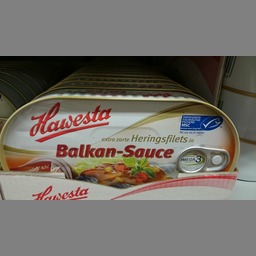 Hawesta
extra zarte Heringsfilets in
Balkan-Sauce
MSC
Hawesta